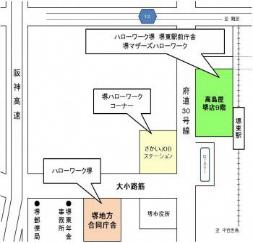 12
至 難波
ハローワーク堺 堺東駅前庁舎
堺マザーズハローワーク
阪神高速
堺ハローワーク
コーナー
府道30号線
高島屋
堺店9階
堺東駅
さかいJOB
ステーション
ハローワーク堺
大小路筋
堺郵便局
堺東年金
事務所
堺地方
合同庁舎
堺市役所